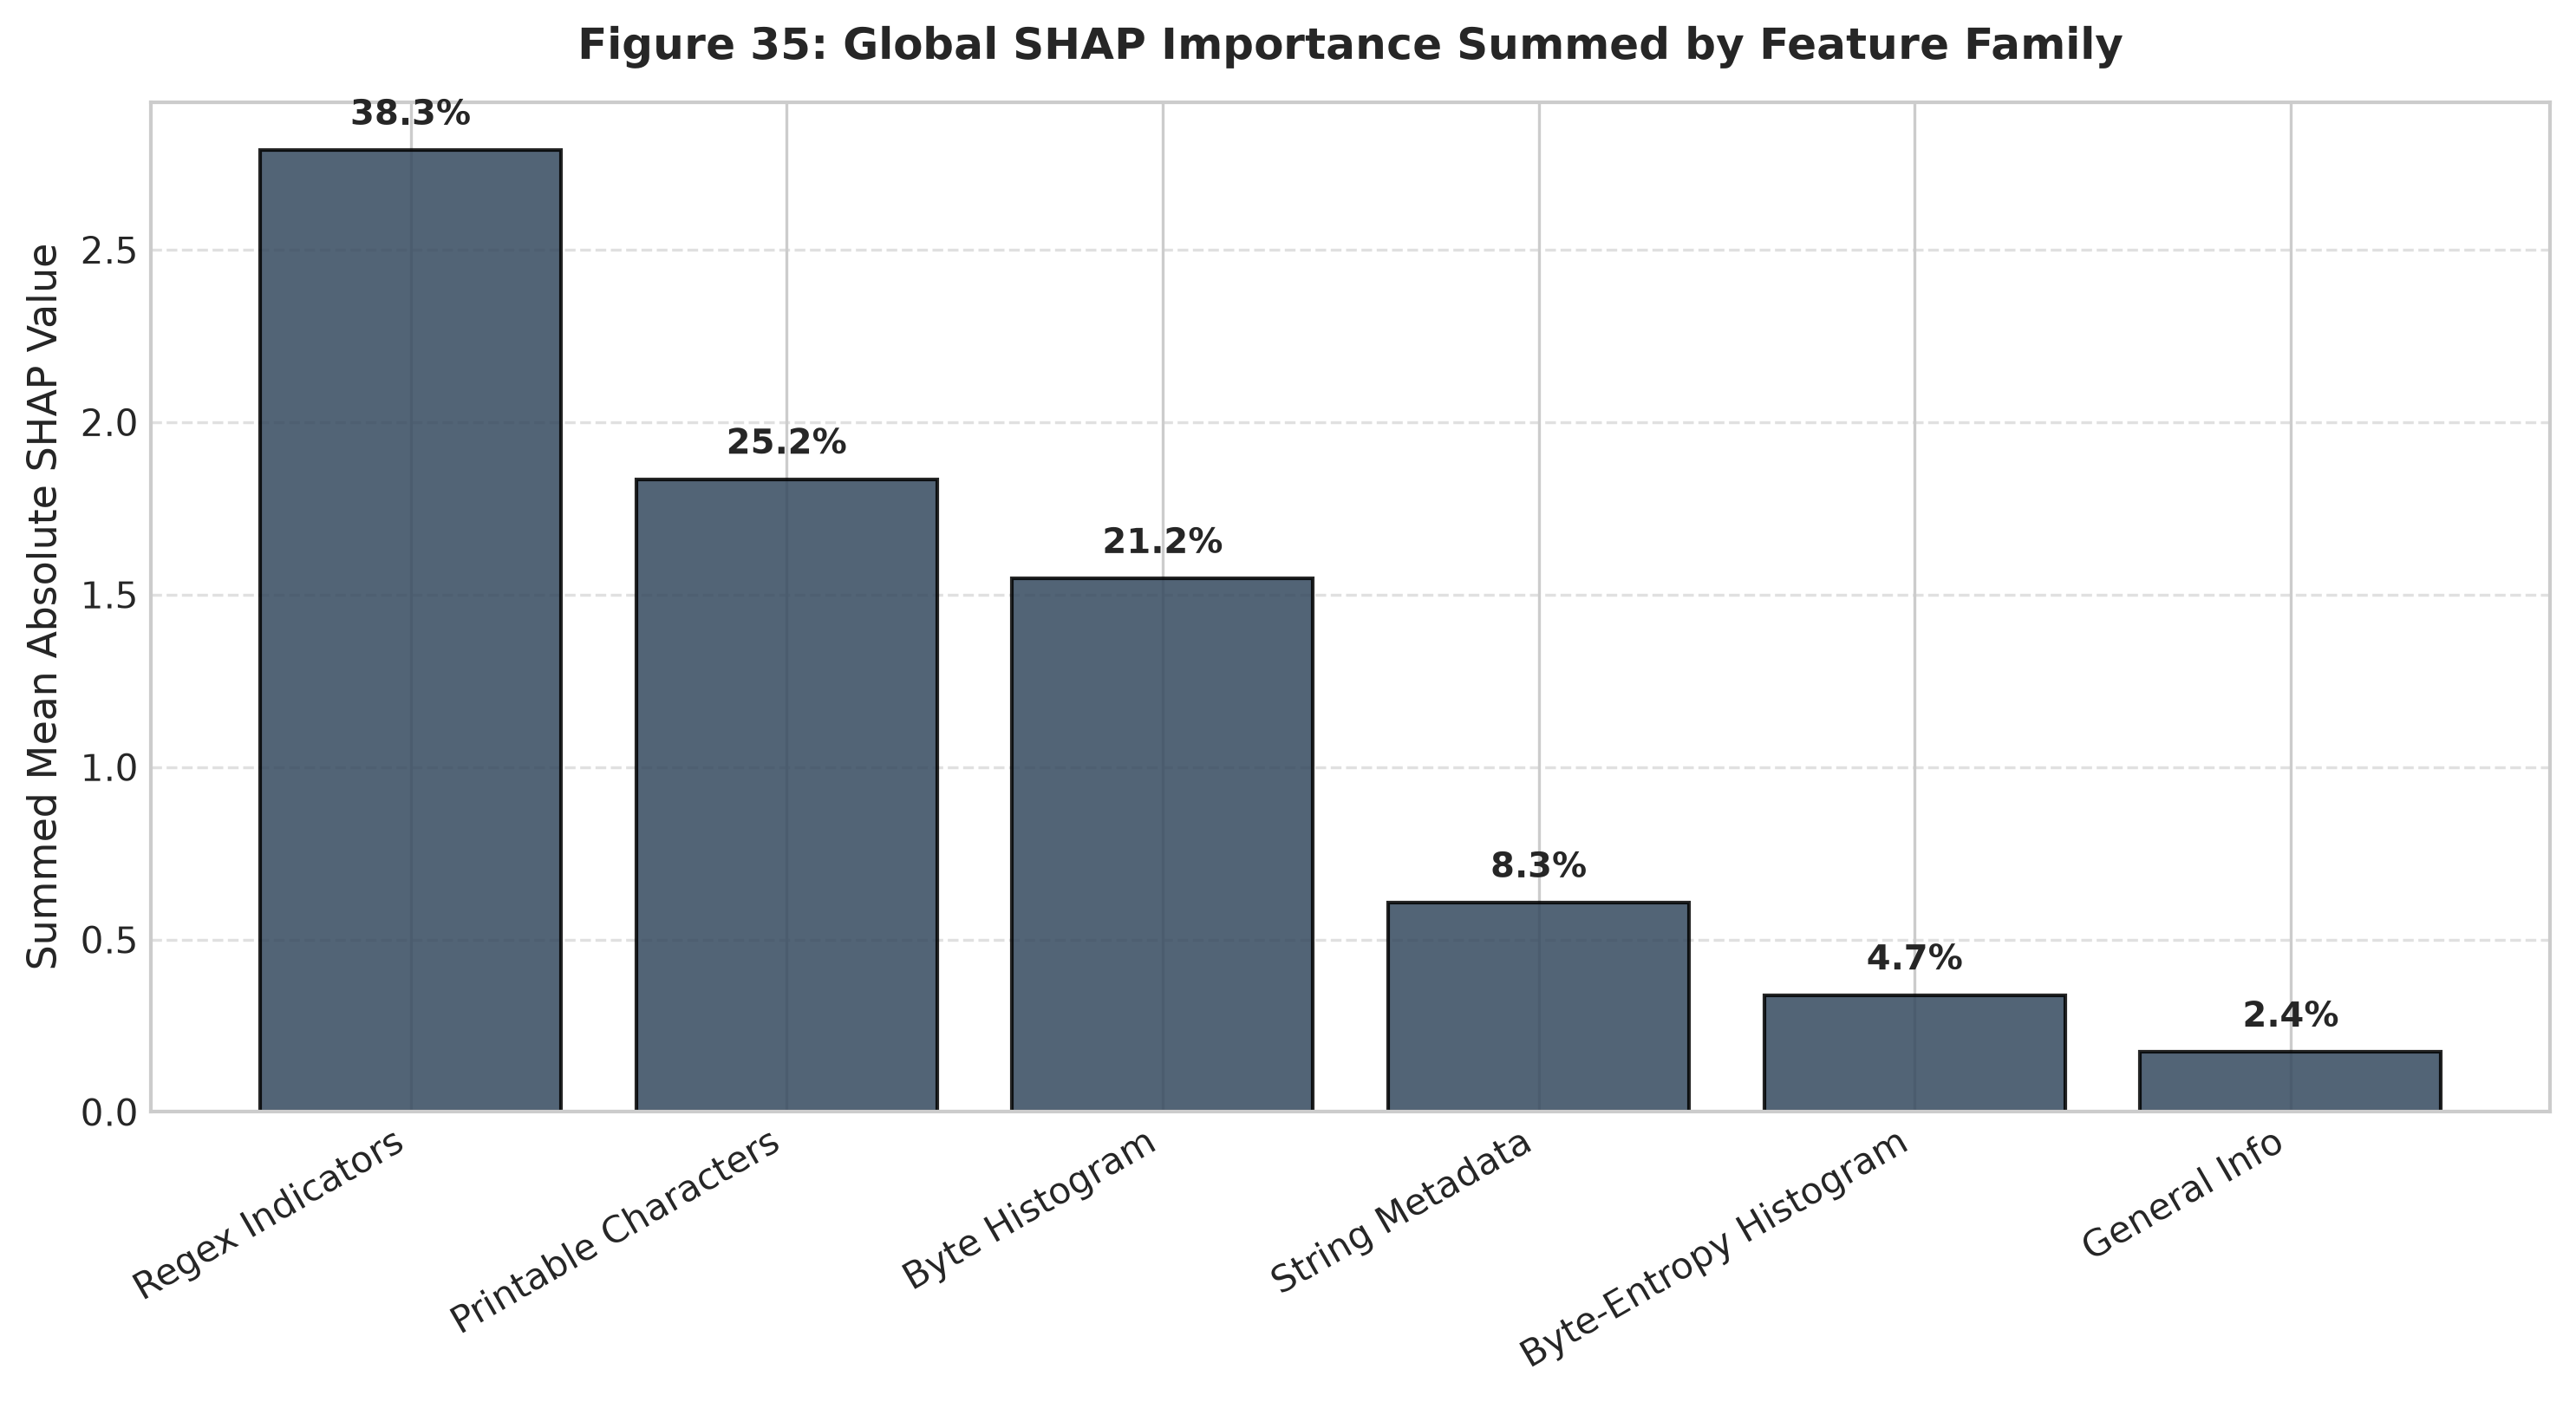 Figure 35: Global SHAP Importance Summed by Feature Family
Summed Mean Absolute SHAP Value
2.5
2.0
1.5
1.0
0.5
0.0
38.3%
25.2%
21.2%
8.3%
4.7%
2.4%
Regex Indicators
Printable Characters
Byte Histogram
String Metadata
Byte-Entropy Histogram
General Info